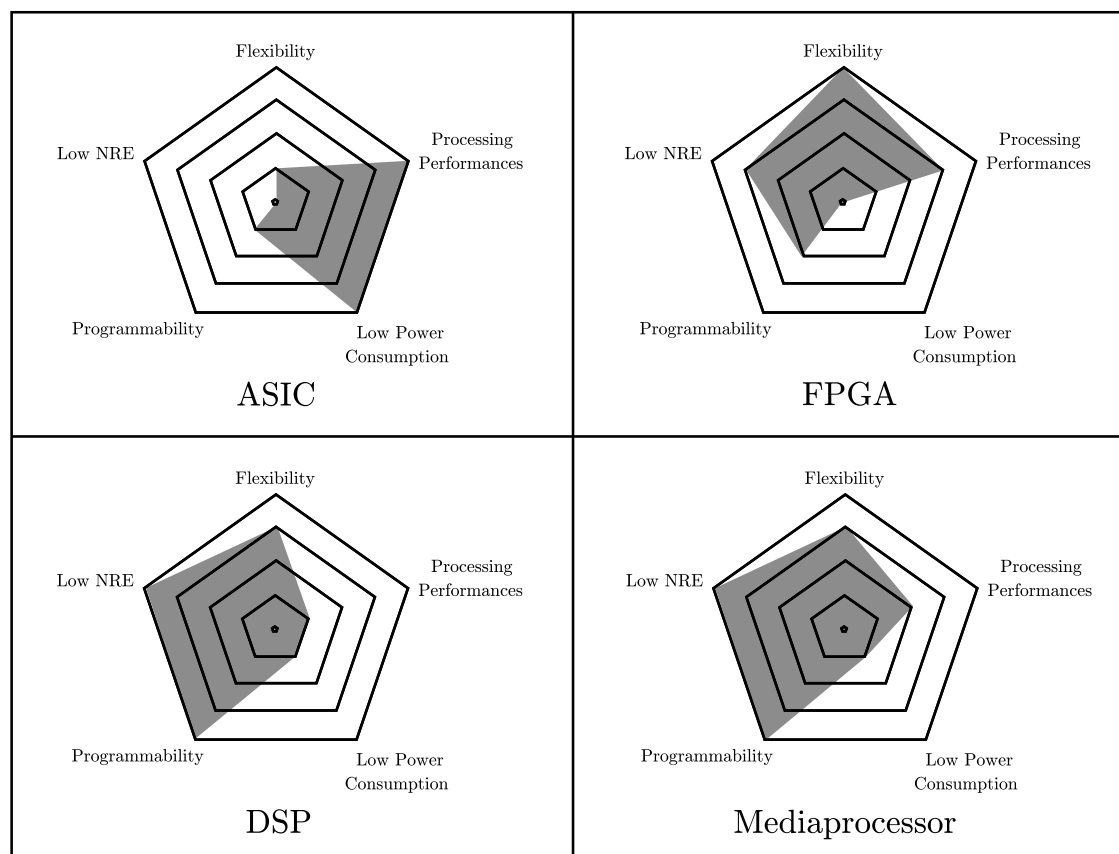 Flexibility
Low NRE
Processing
Performances
Programmability
Low Power
Consumption
ASIC
Flexibility
Low NRE
Processing
Performances
Programmability
Low Power
Consumption
FPGA
Flexibility
Low NRE
Processing
Performances
Programmability
Low Power
Consumption
DSP
Flexibility
Low NRE
Processing
Performances
Programmability
Low Power
Consumption
Mediaprocessor